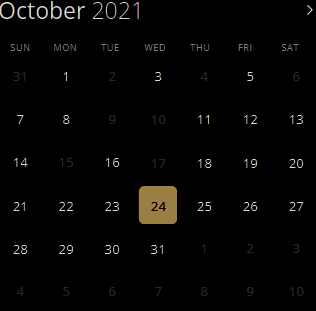 October 2021
SUN MON TUE WED THU FRI SAT
31 1 2 3 4 5 6
7 8 9 10 11 12 13
14 15 16 17 18 19 20
21 22 23 24 25 26 27
28 29 30 31 1 2 3
4 5 6 7 8 9 10